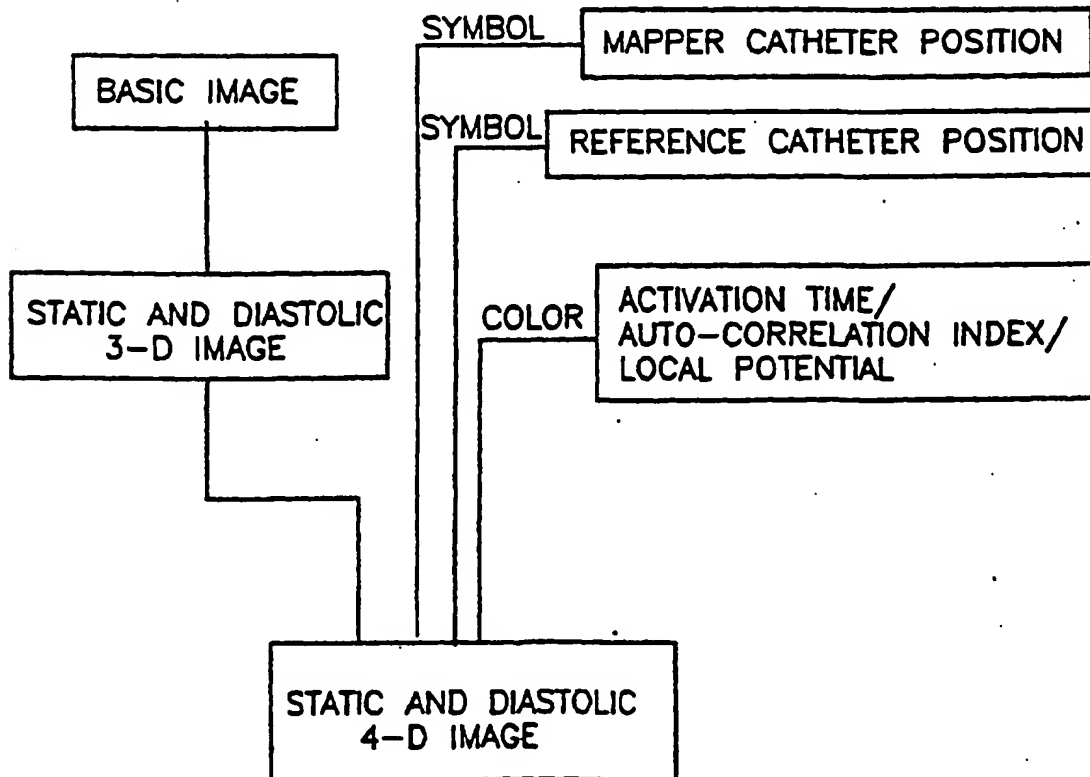 SYMBOL
MAPPER CATHETER POSITION
BASIC IMAGE
SYMBOL
REFERENCE CATHETER POSITION
STATIC AND DIASTOLIC
3-D IMAGE
COLOR
ACTIVATION TIME/
AUTO-CORRELATION INDEX/
LOCAL POTENTIAL
STATIC AND DIASTOLIC
4-D IMAGE